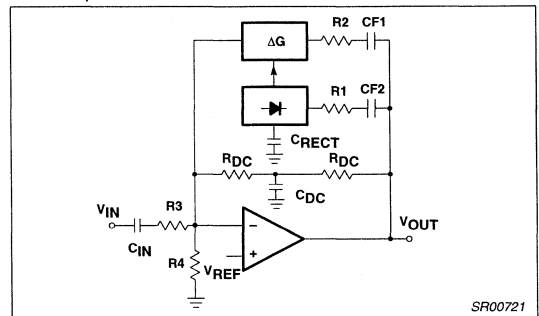 R2 CF1
ΔG
R1 CF2
CRECT
RDC RDC
CDC
VIN R3
CIN
VOUT
R4 VREF
− +
SR00721